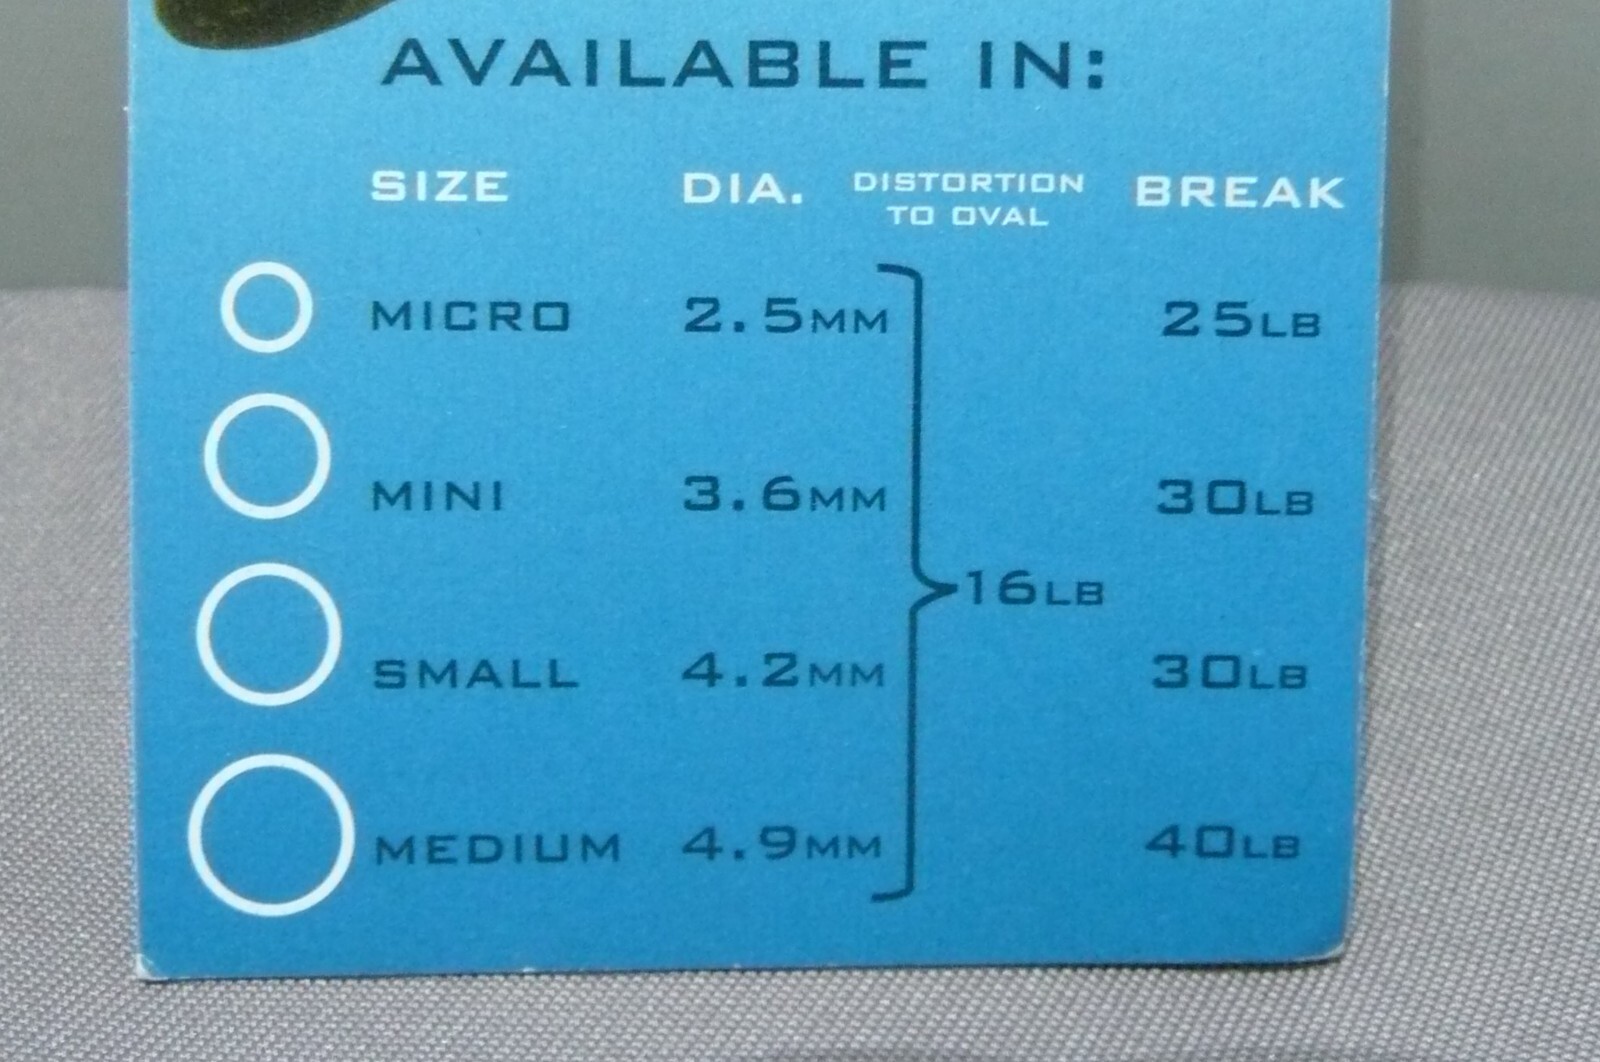 AVAILABLE IN:
SIZE DIA. DISTORTION TO OVAL BREAK
MICRO 2.5MM 25LB
MINI 3.6MM 30LB
16LB
SMALL 4.2MM 30LB
MEDIUM 4.9MM 40LB